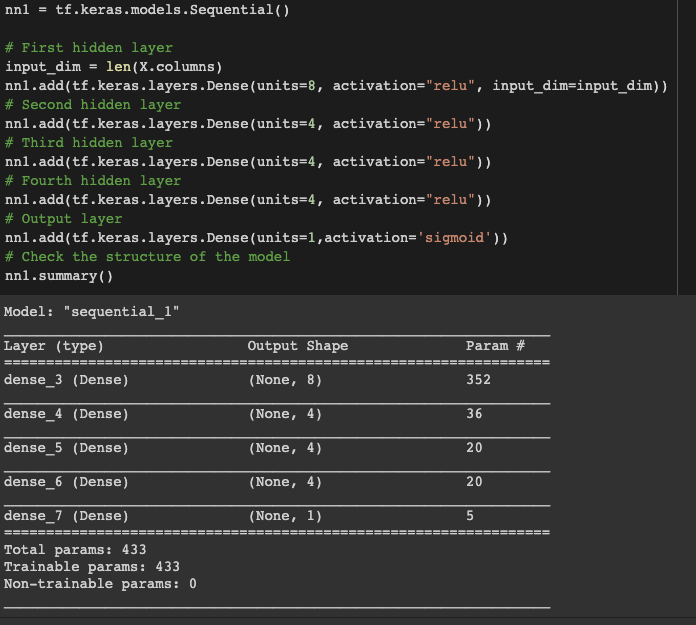 nn1 = tf.keras.models.Sequential()
# First hidden layer
input_dim = len(X.columns)
nn1.add(tf.keras.layers.Dense(units=8, activation="relu", input_dim=input_dim))
# Second hidden layer
nn1.add(tf.keras.layers.Dense(units=4, activation="relu"))
# Third hidden layer
nn1.add(tf.keras.layers.Dense(units=4, activation="relu"))
# Fourth hidden layer
nn1.add(tf.keras.layers.Dense(units=4, activation="relu"))
# Output layer
nn1.add(tf.keras.layers.Dense(units=1,activation='sigmoid'))
# Check the structure of the model
nn1.summary()
Model: "sequential_1"
Layer (type) Output Shape Param #
dense_3 (Dense) (None, 8) 352
dense_4 (Dense) (None, 4) 36
dense_5 (Dense) (None, 4) 20
dense_6 (Dense) (None, 4) 20
dense_7 (Dense) (None, 1) 5
Total params: 433
Trainable params: 433
Non-trainable params: 0